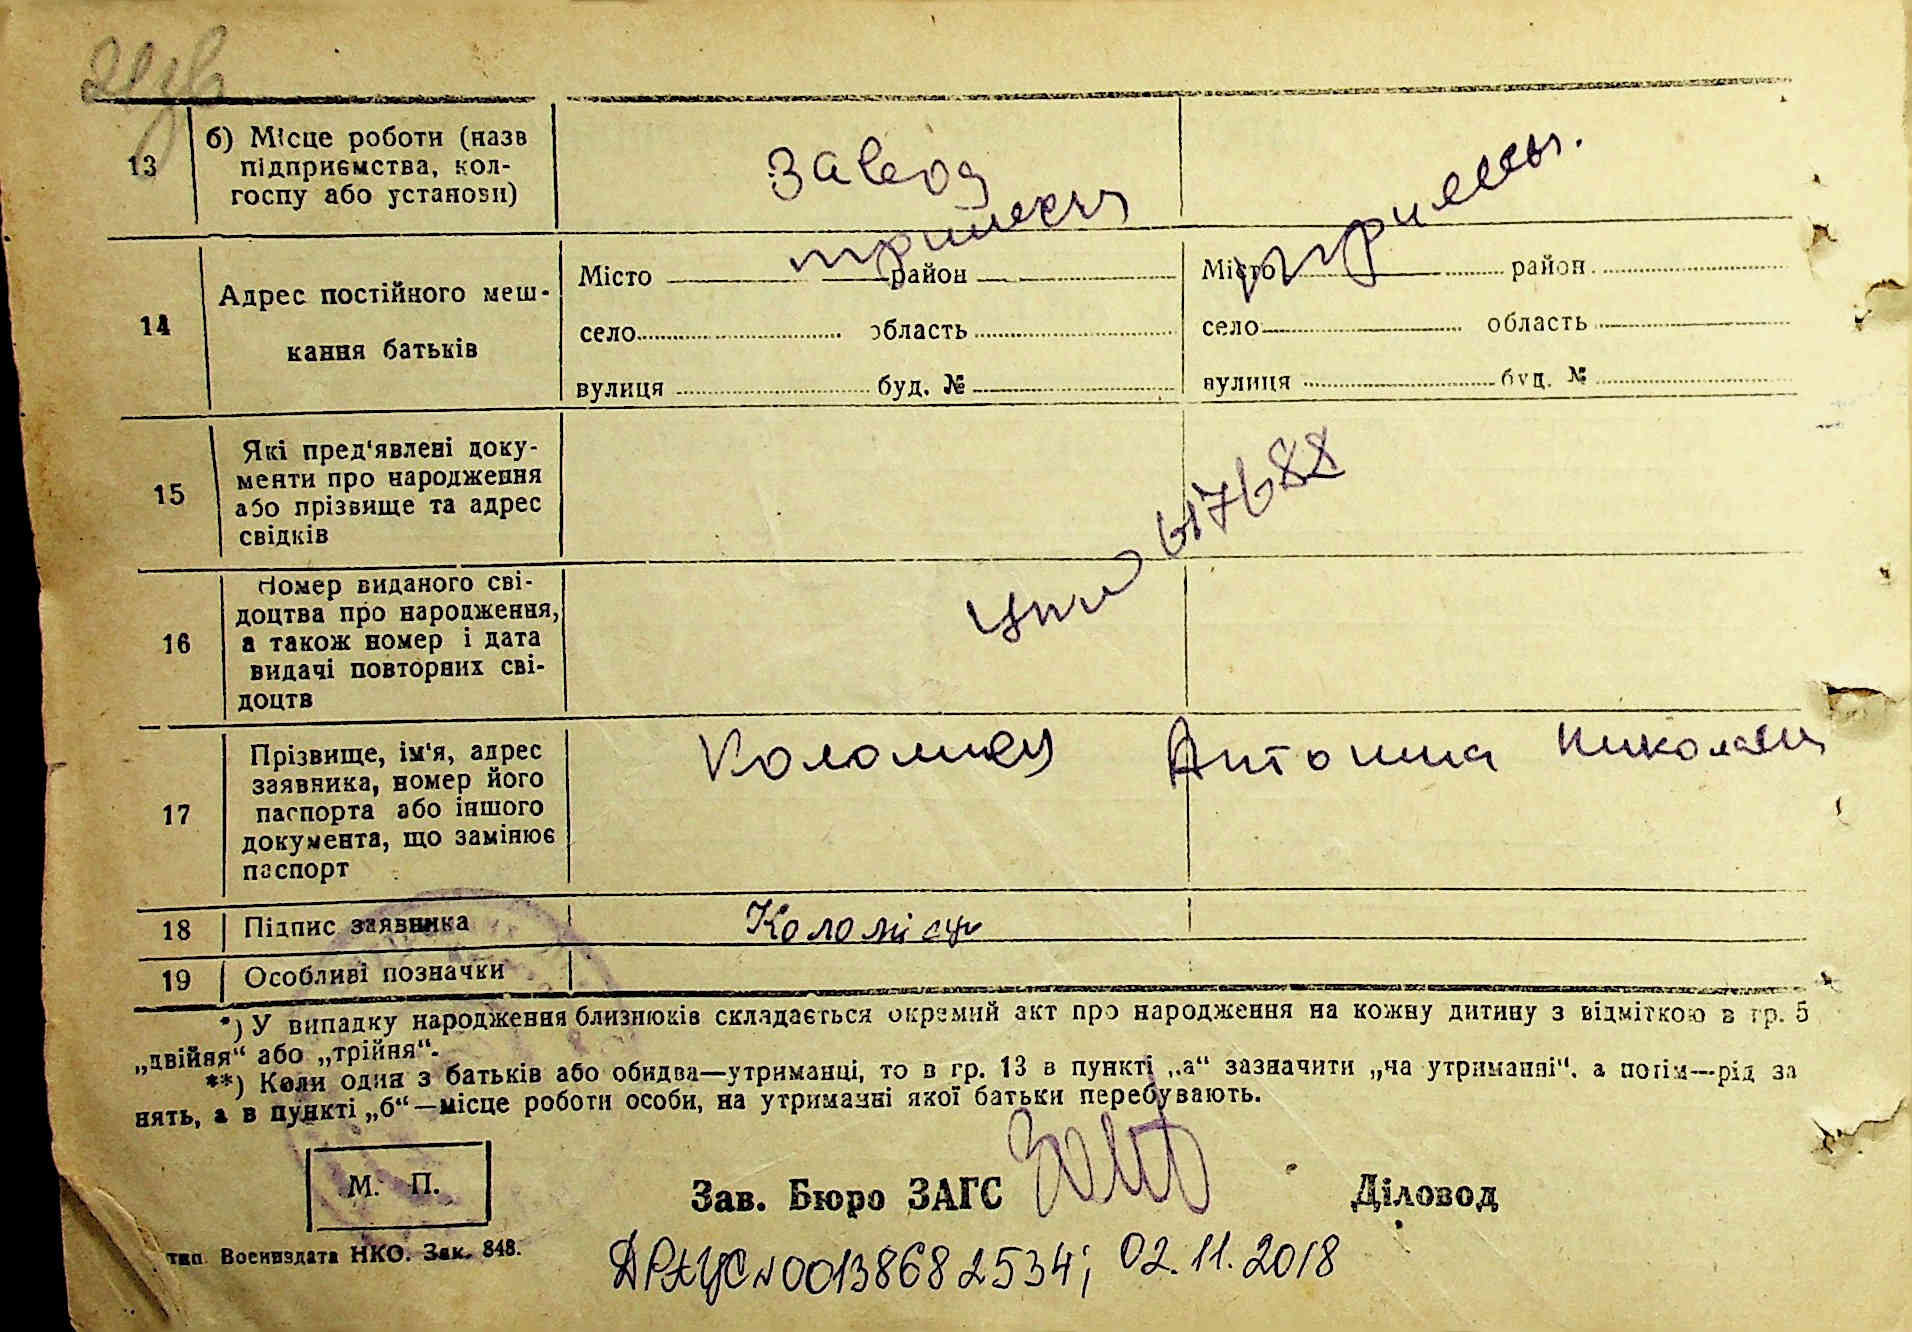 13
б) Місце роботи (назв
підприємства, кол-
госпу або установи)
Завод
14
Адрес постійного меш-
кання батьків
Місто район
село область
вулиця буд. №
Місто район
село область
вулиця буд. №
15
Які пред'явлені доку-
менти про народження
або прізвище та адрес
свідків
617688
16
Номер виданого сві-
доцтва про народження,
а також номер і дата
видачі повторних сві-
доцтв
17
Прізвище, ім'я, адрес
заявника, номер його
паспорта або іншого
документа, що замінює
паспорт
Коломиец Антонина
18 Підпис заявника
Коломієць
19 Особливі позначки
*) У випадку народження близнюків складається окремий акт про народження на кожну дитину з відміткою в гр. 5
„двійня“ або „трійня“.
**) Коли один з батьків або обидва—утриманці, то в гр. 13 в пункті „а“ зазначити „на утриманні“, а потім—рід за
нять, а в пункті „б“—місце роботи особи, на утриманні якої батьки перебувають.
М. П.
Зав. Бюро ЗАГС
Діловод
тип. Воениздата НКО. Зак. 848.
ДРАЦС №00138682534; 02.11.2018